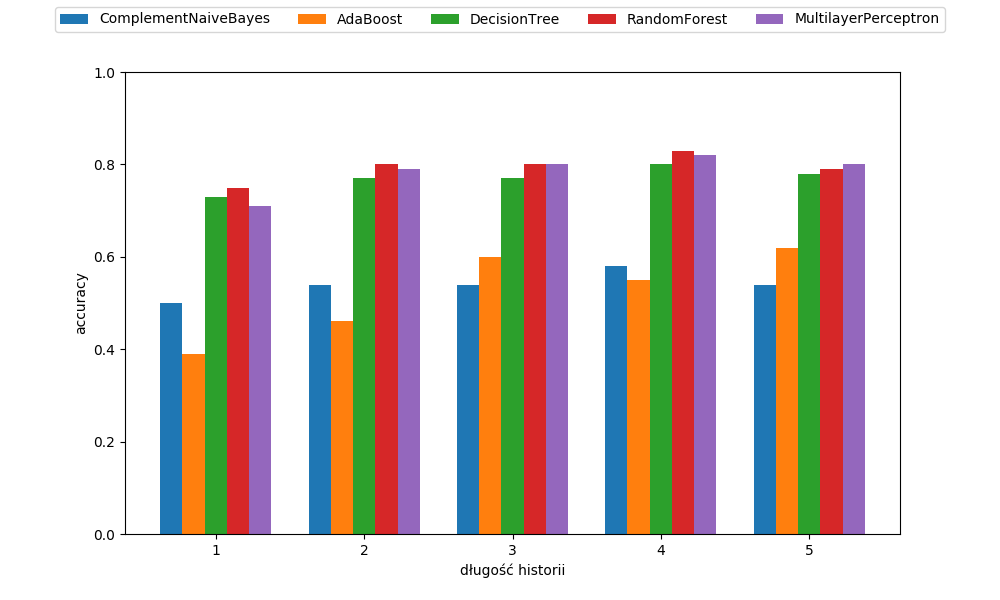 ComplementNaiveBayes AdaBoost DecisionTree RandomForest MultilayerPerceptron
1.0
0.8
0.6
0.4
0.2
0.0
accuracy
1 2 3 4 5
długość historii